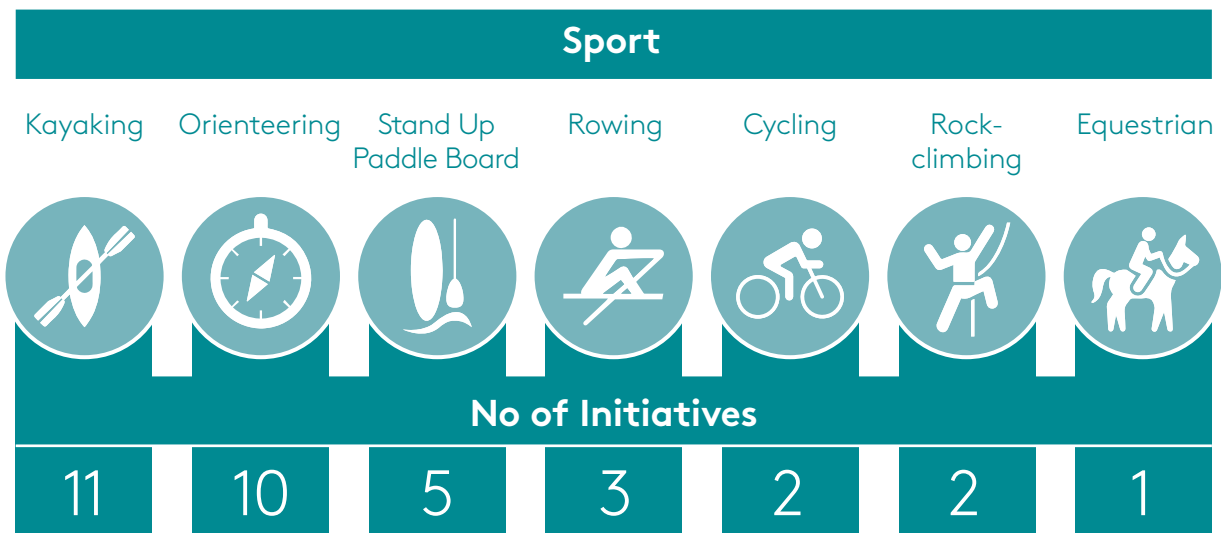 Sport
Kayaking
Orienteering
Stand Up
Paddle Board
Rowing
Cycling
Rock-
climbing
Equestrian
No of Initiatives
11
10
5
3
2
2
1